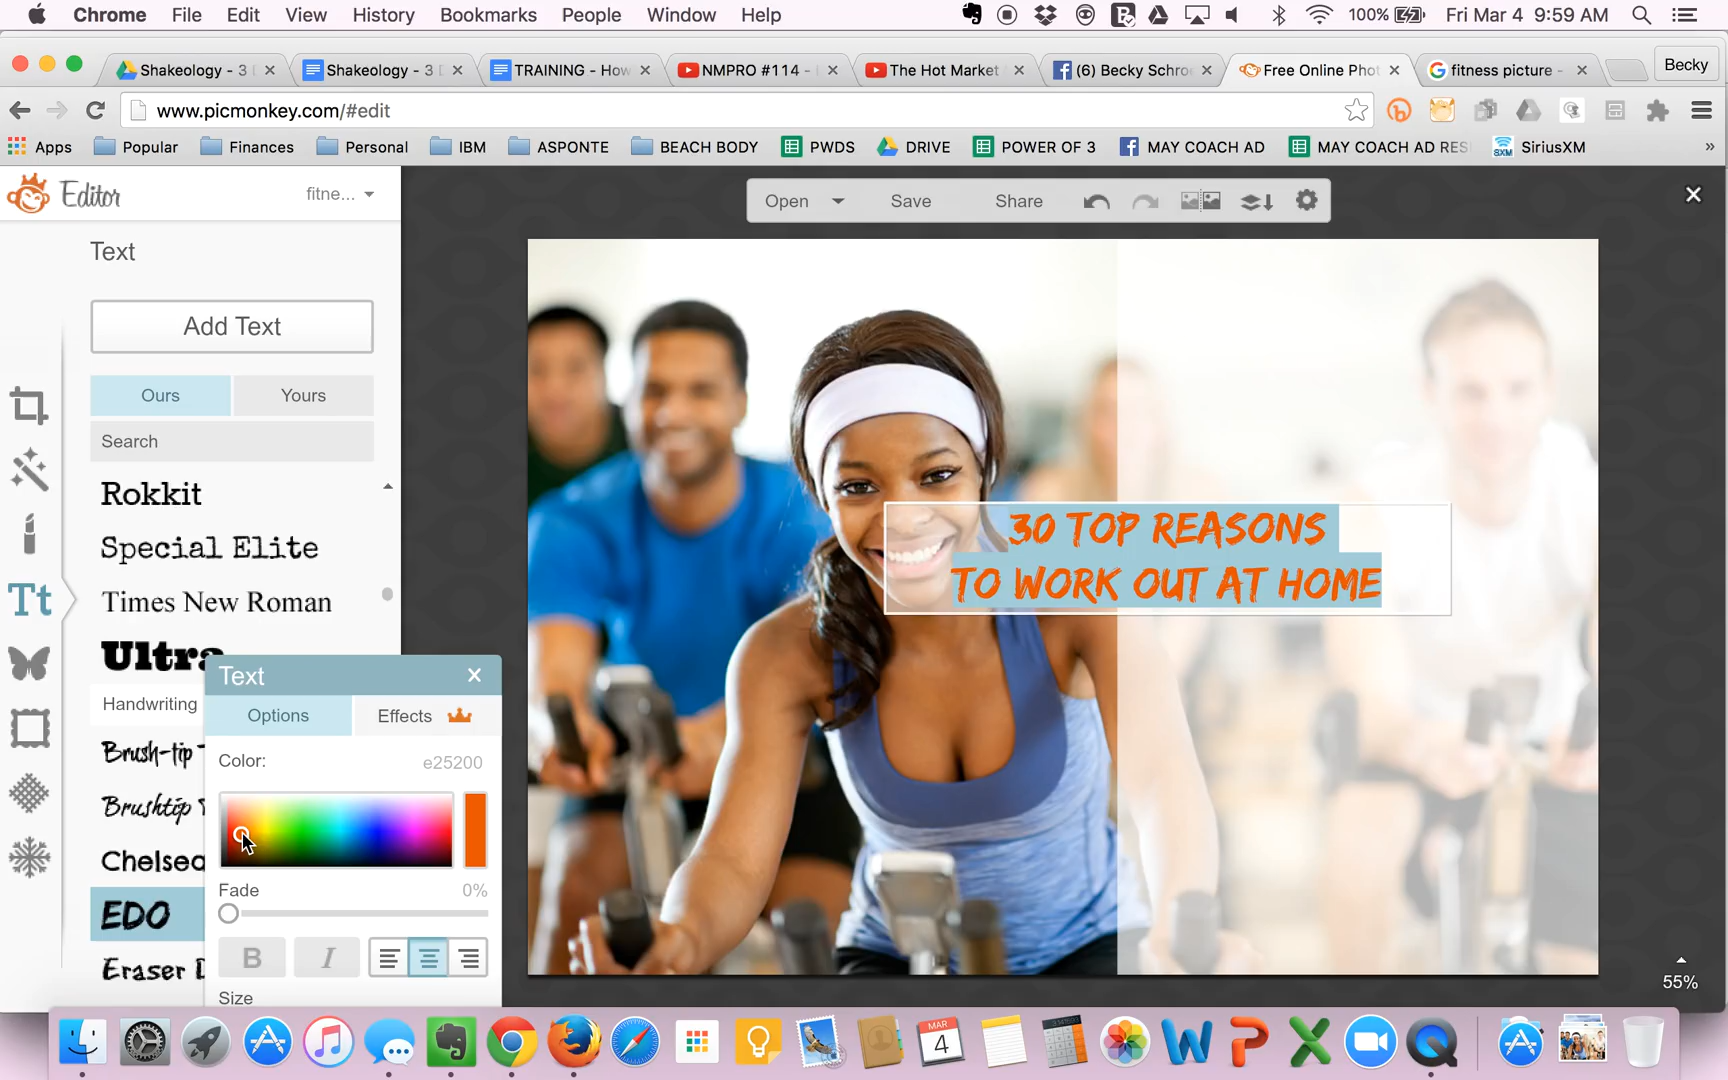 Chrome File Edit View History Bookmarks People Window Help 100% Fri Mar 4 9:59 AM
Shakeology - 3 Shakeology - 3 TRAINING - How NMPRO #114 - The Hot Market (6) Becky Schro Free Online Phot fitness picture - Becky
www.picmonkey.com/#edit
Apps Popular Finances Personal IBM ASPONTE BEACH BODY PWDS DRIVE POWER OF 3 MAY COACH AD MAY COACH AD RES SiriusXM »
Editor fitne...
Open Save Share
Text
Add Text
Ours Yours
Search
Rokkit
Special Elite
Times New Roman
Ultra
Handwriting
Brush-tip
Brushtip
Chelsea
EDO
Eraser
Tt
30 TOP REASONS
TO WORK OUT AT HOME
Text
Options Effects
Color: e25200
Fade 0%
B I
Size
55%
MAR
4